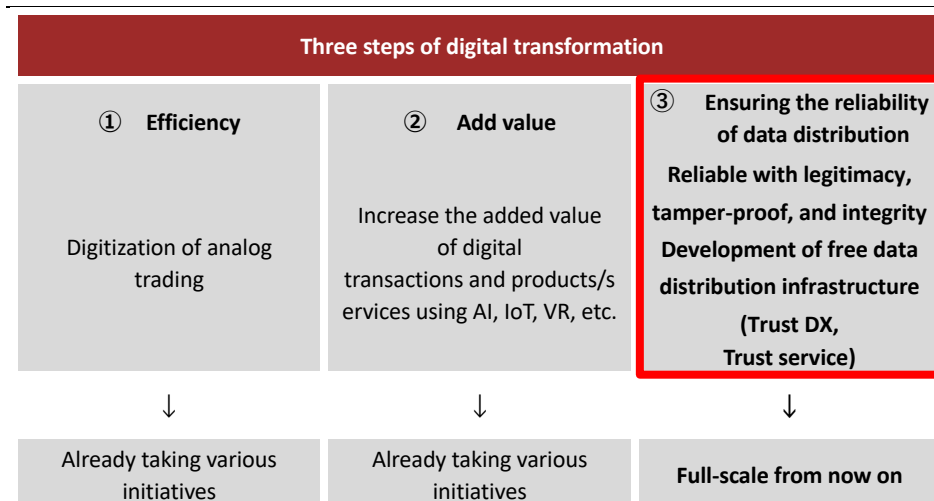 Three steps of digital transformation
① Efficiency
Digitization of analog
trading
② Add value
Increase the added value
of digital
transactions and products/s
ervices using AI, IoT, VR, etc.
③ Ensuring the reliability
of data distribution
Reliable with legitimacy,
tamper-proof, and integrity
Development of free data
distribution infrastructure
(Trust DX,
Trust service)
↓
↓
↓
Already taking various
initiatives
Already taking various
initiatives
Full-scale from now on